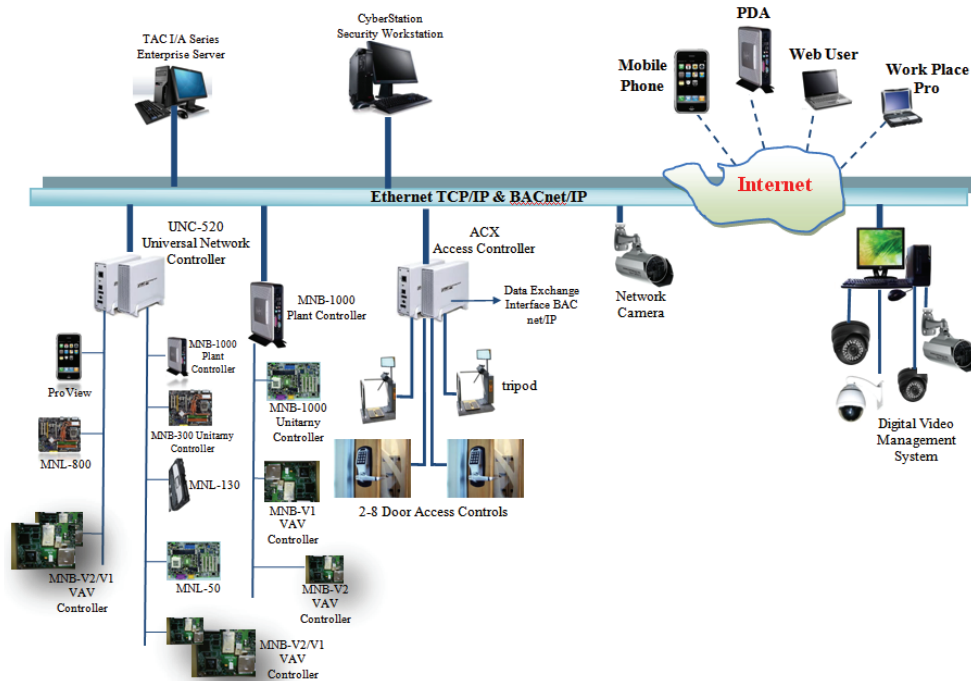 TAC I/A Series
Enterprise Server
CyberStation
Security Workstation
PDA
Mobile
Phone
Web User
Work Place
Pro
Internet
Ethernet TCP/IP & BACnet/IP
UNC-520
Universal Network
Controller
MNB-1000
Plant Controller
ACX
Access Controller
Data Exchange
Interface BAC
net/IP
Network
Camera
ProView
MNL-800
MNB-V2/V1
VAV
Controller
MNB-1000
Plant
Controller
MNB-300 Unitarny
Controller
MNL-130
MNL-50
MNB-V2/V1
VAV
Controller
MNB-1000
Unitarny
Controller
MNB-V1
VAV
Controller
MNB-V2
VAV
Controller
tripod
2-8 Door Access Controls
Digital Video
Management
System